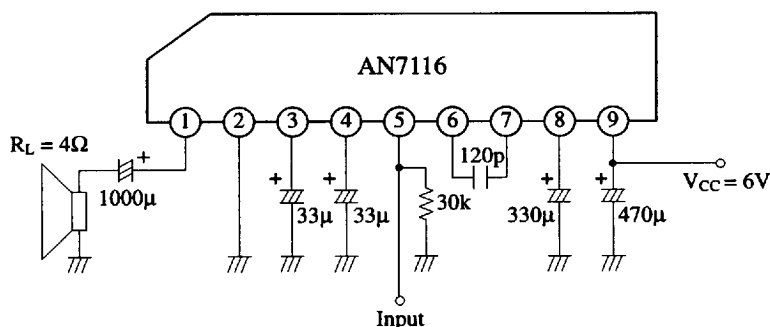 AN7116
1 2 3 4 5 6 7 8 9
R_L = 4Ω
+
1000μ
+
33μ
+
33μ
30k
120p
+
330μ
+
470μ
V_CC = 6V
Input